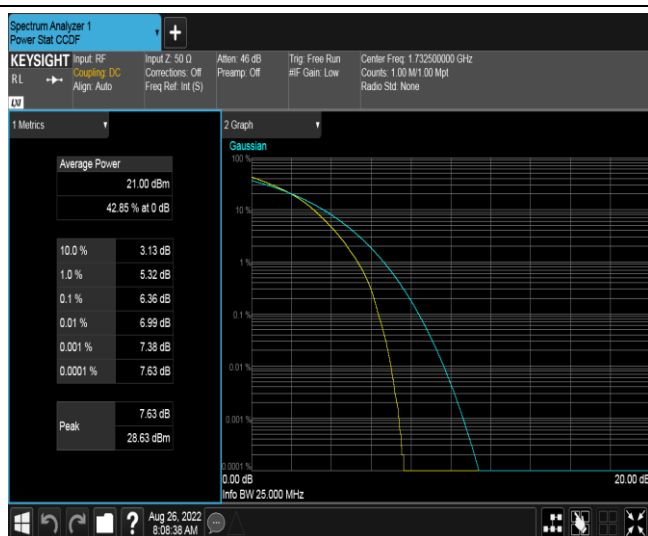 Spectrum Analyzer 1
Power Stat CCDF
+
KEYSIGHT
RL
LXI
Input: RF
Coupling: DC
Align: Auto
Input Z: 50 Ω
Corrections: Off
Freq Ref: Int (S)
Atten: 46 dB
Preamp: Off
Trig: Free Run
#IF Gain: Low
Center Freq: 1.732500000 GHz
Counts: 1.00 M/1.00 Mpt
Radio Std: None
1 Metrics
Average Power
21.00 dBm
42.85 % at 0 dB
10.0 % 3.13 dB
1.0 % 5.32 dB
0.1 % 6.36 dB
0.01 % 6.99 dB
0.001 % 7.38 dB
0.0001 % 7.63 dB
Peak
7.63 dB
28.63 dBm
2 Graph
Gaussian
100 %
10 %
1 %
0.1 %
0.01 %
0.001 %
0.0001 %
0.00 dB 20.00 dB
Info BW 25.000 MHz
?
Aug 26, 2022
8:08:38 AM